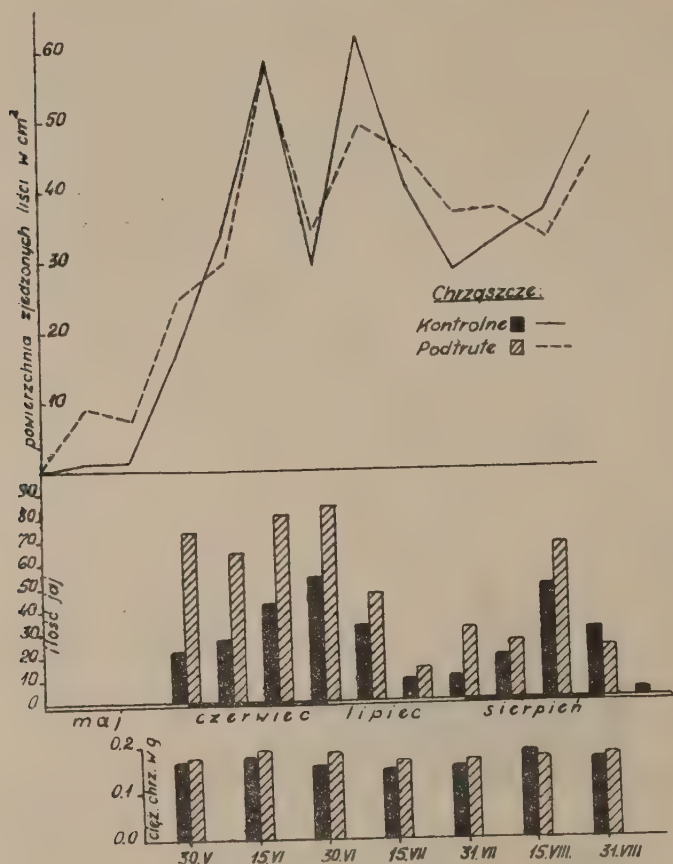 powierzchnia zjedzonych liści w cm²
60
50
40
30
20
10
Chrząszcze:
Kontrolne
Podtrute
ilość jaj
90
80
70
60
50
40
30
20
10
0
maj czerwiec lipiec sierpień
cięż. chrz. w g
0.2
0.1
0.0
30.V 15.VI 30.VI 15.VII 31.VII 15.VIII. 31.VIII